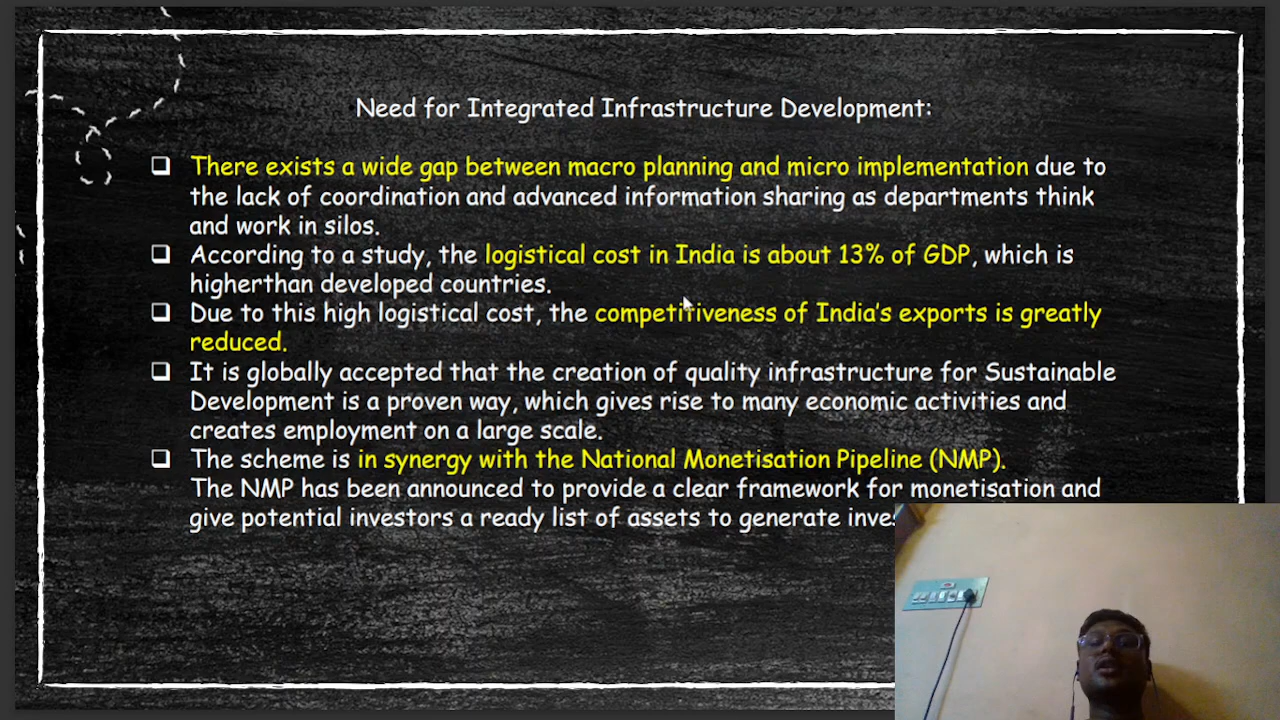 Need for Integrated Infrastructure Development:
There exists a wide gap between macro planning and micro implementation due to
the lack of coordination and advanced information sharing as departments think
and work in silos.
According to a study, the logistical cost in India is about 13% of GDP, which is
higherthan developed countries.
Due to this high logistical cost, the competitiveness of India's exports is greatly
reduced.
It is globally accepted that the creation of quality infrastructure for Sustainable
Development is a proven way, which gives rise to many economic activities and
creates employment on a large scale.
The scheme is in synergy with the National Monetisation Pipeline (NMP).
The NMP has been announced to provide a clear framework for monetisation and
give potential investors a ready list of assets to generate